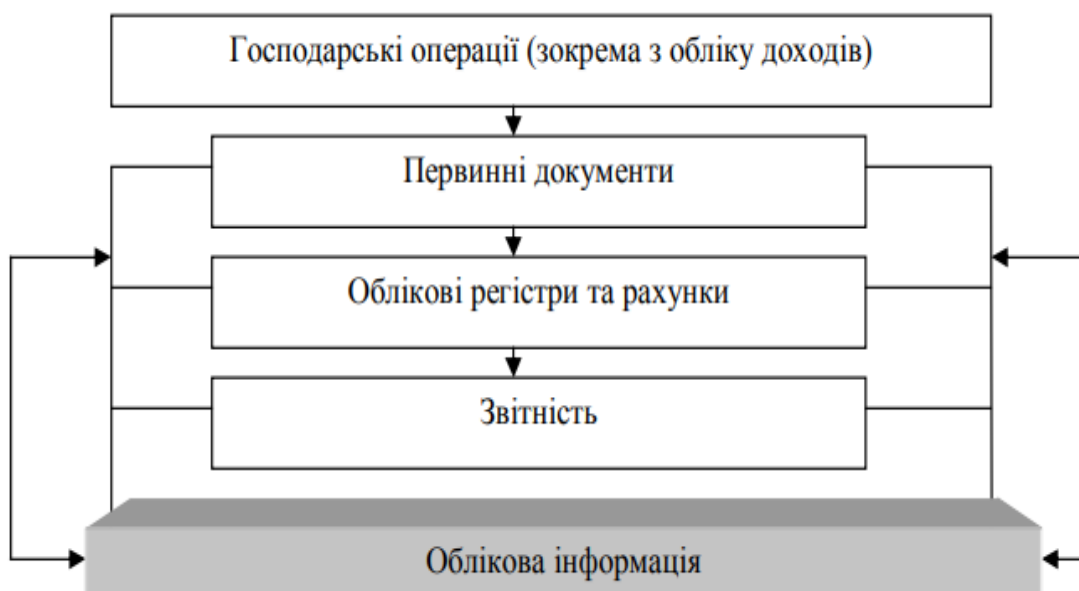 Господарські операції (зокрема з обліку доходів)
Первинні документи
Облікові регістри та рахунки
Звітність
Облікова інформація